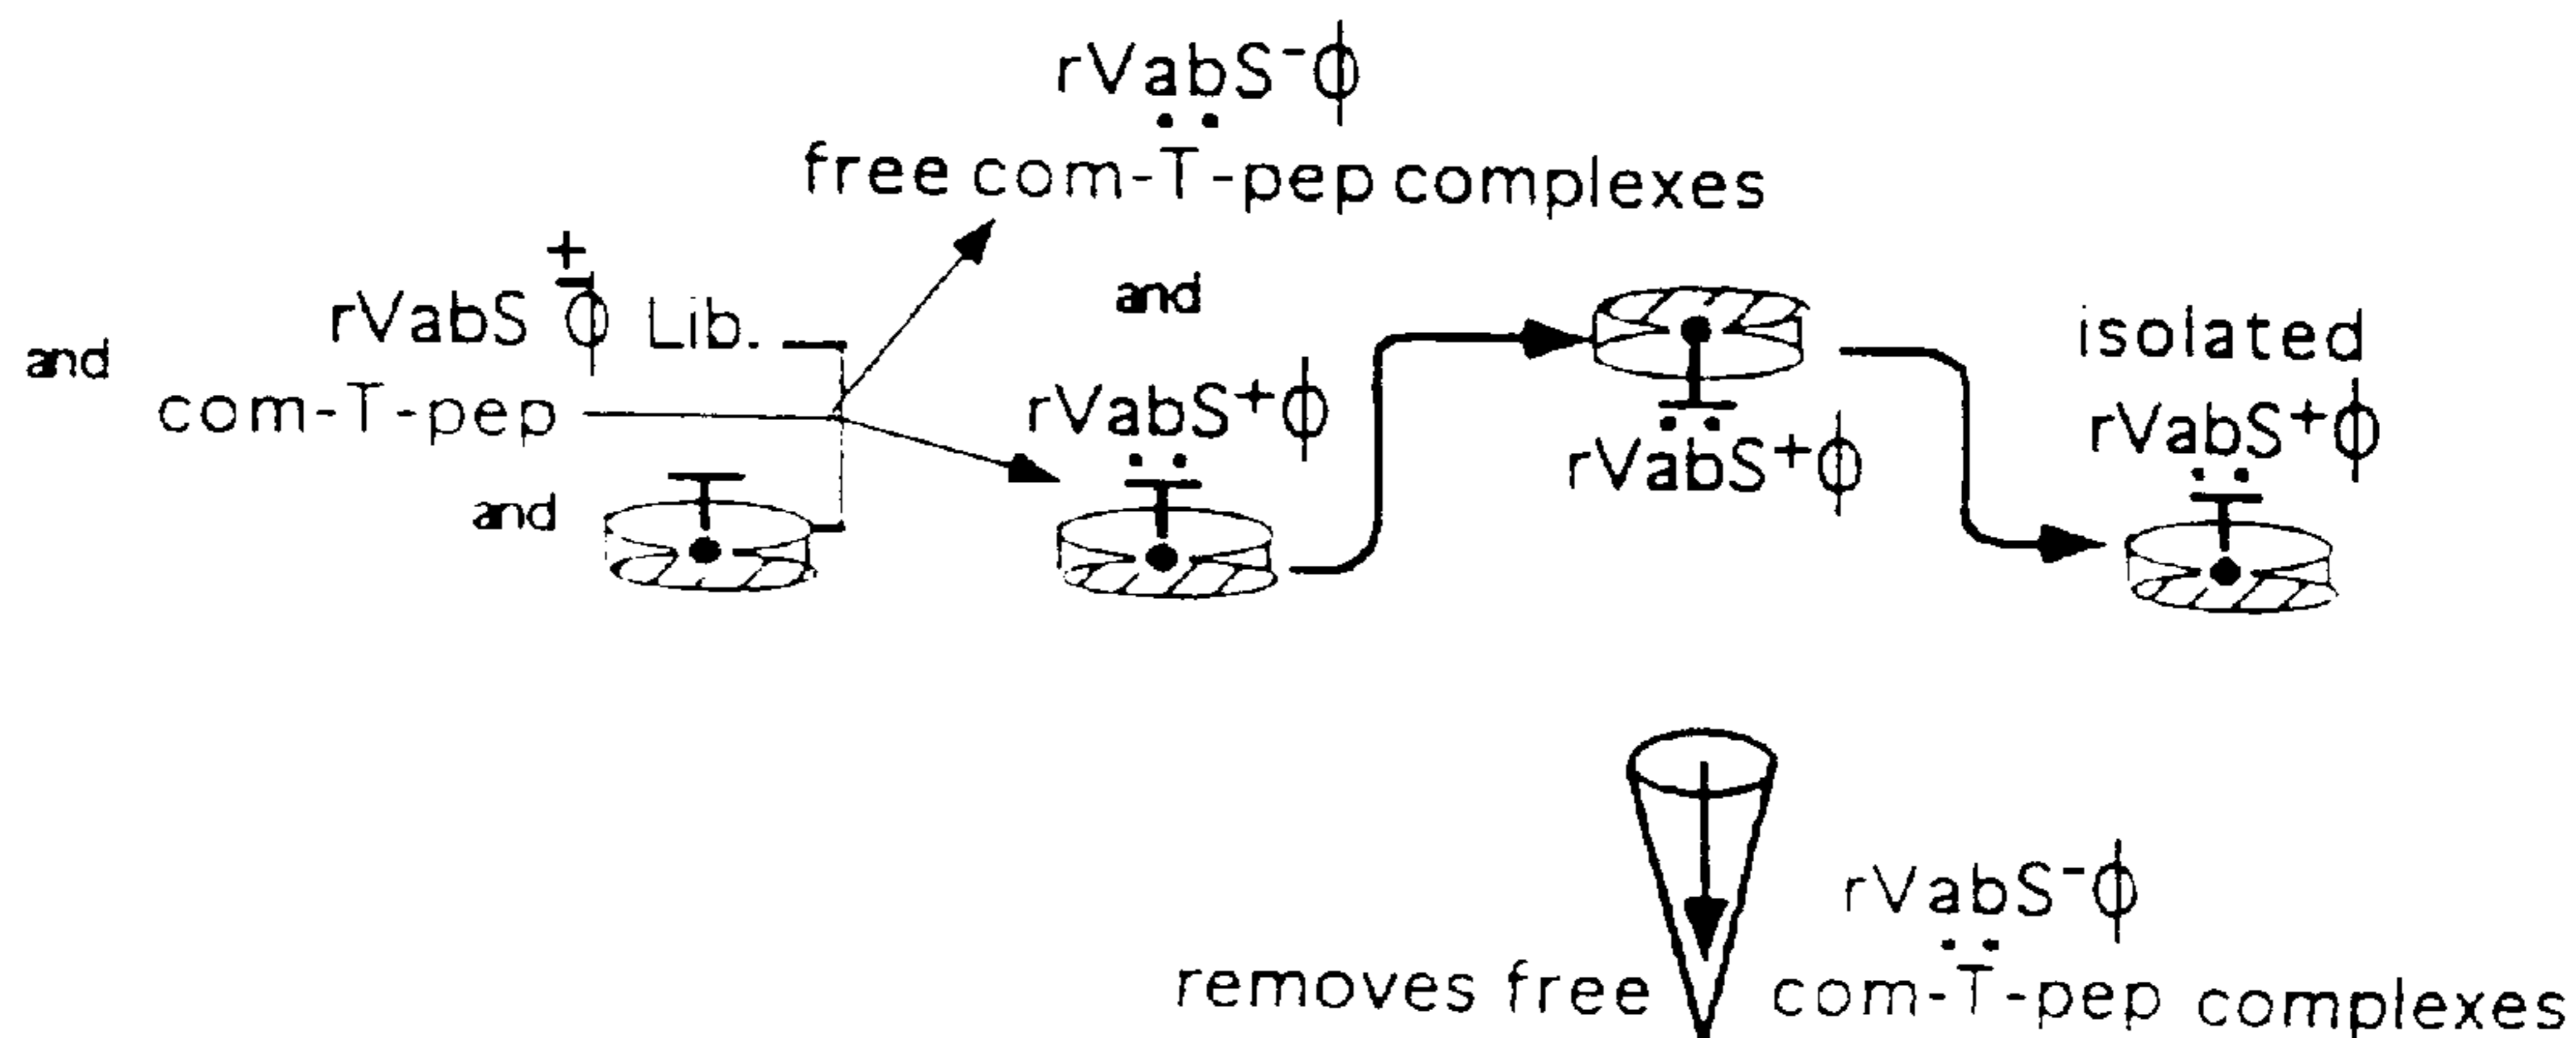 rVabS⁻ϕ
free com-T-pep complexes
and
rVabS ±ϕ Lib.
and
com-T-pep
and
rVabS⁺ϕ
rVabS⁺ϕ
isolated
rVabS⁺ϕ
rVabS⁻ϕ
removes free com-T-pep complexes